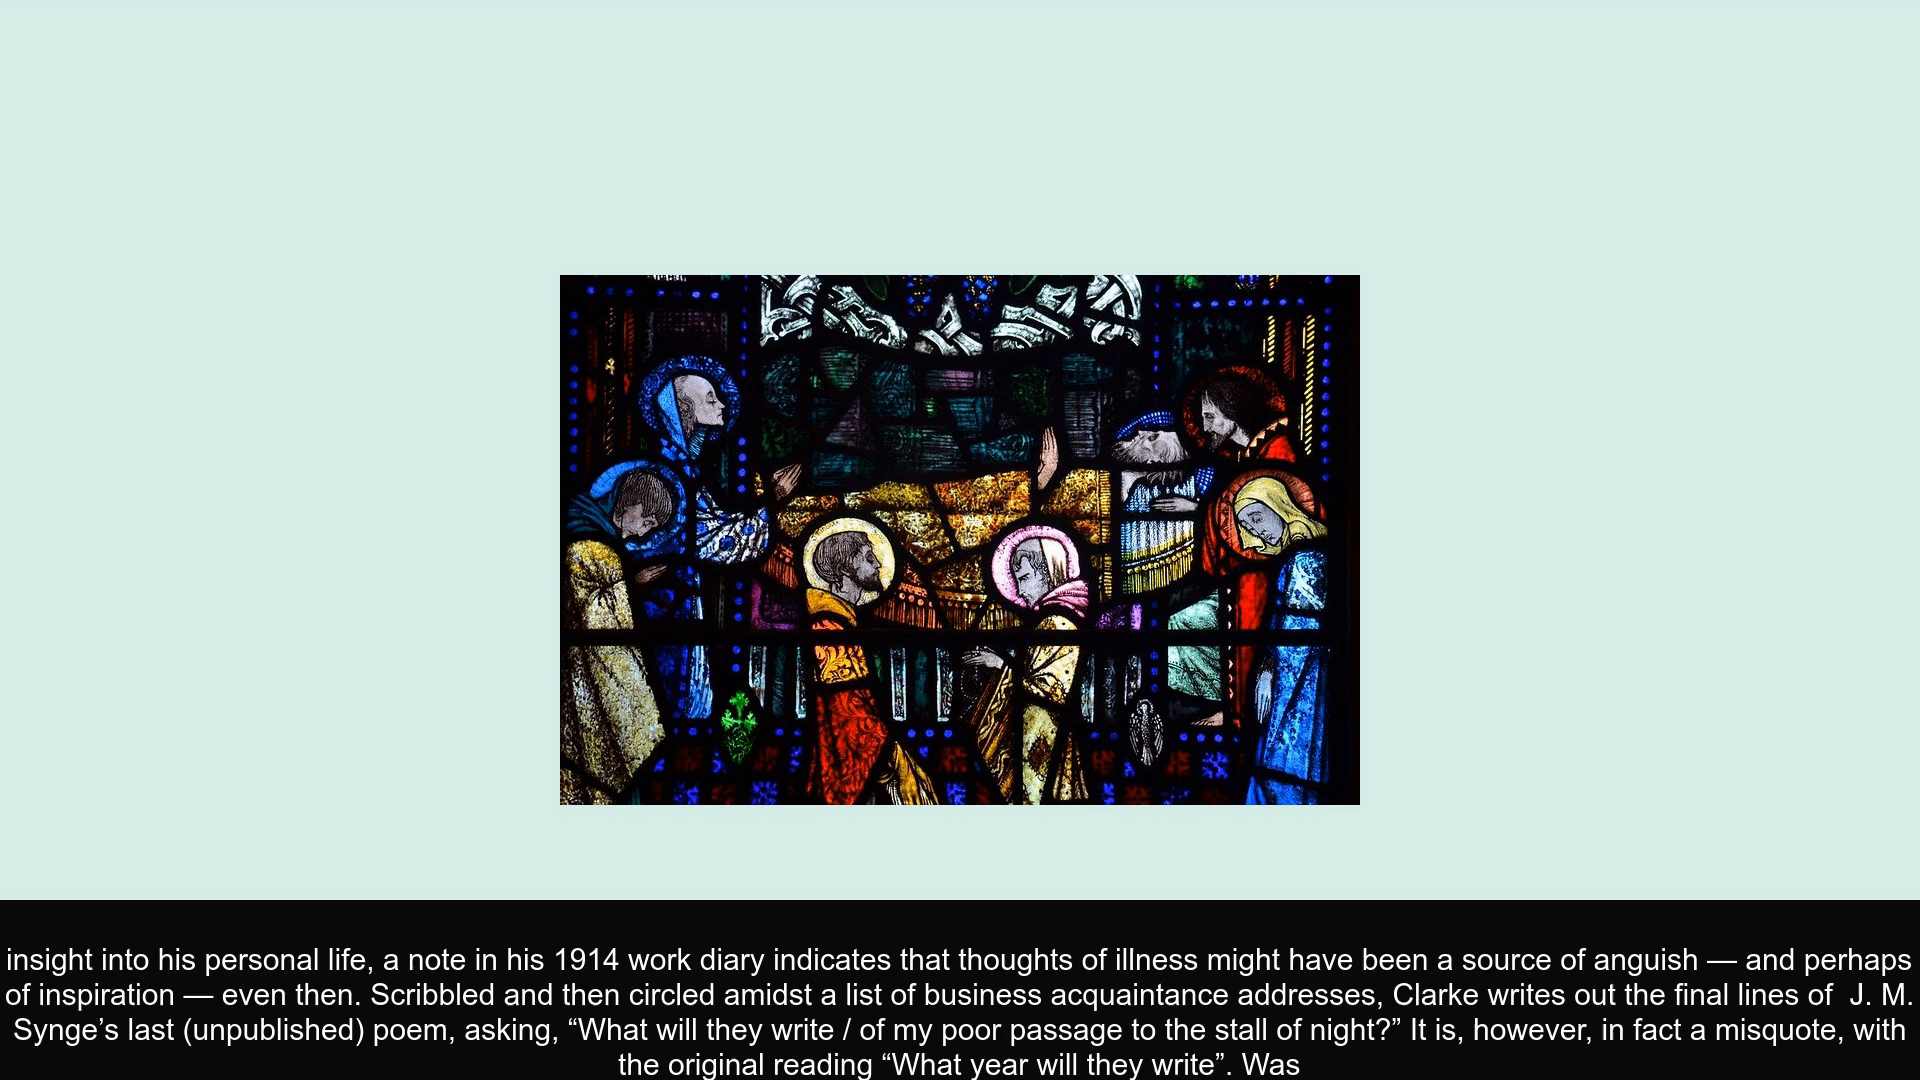 insight into his personal life, a note in his 1914 work diary indicates that thoughts of illness might have been a source of anguish — and perhaps
of inspiration — even then. Scribbled and then circled amidst a list of business acquaintance addresses, Clarke writes out the final lines of  J. M.
Synge’s last (unpublished) poem, asking, “What will they write / of my poor passage to the stall of night?” It is, however, in fact a misquote, with
the original reading “What year will they write”. Was